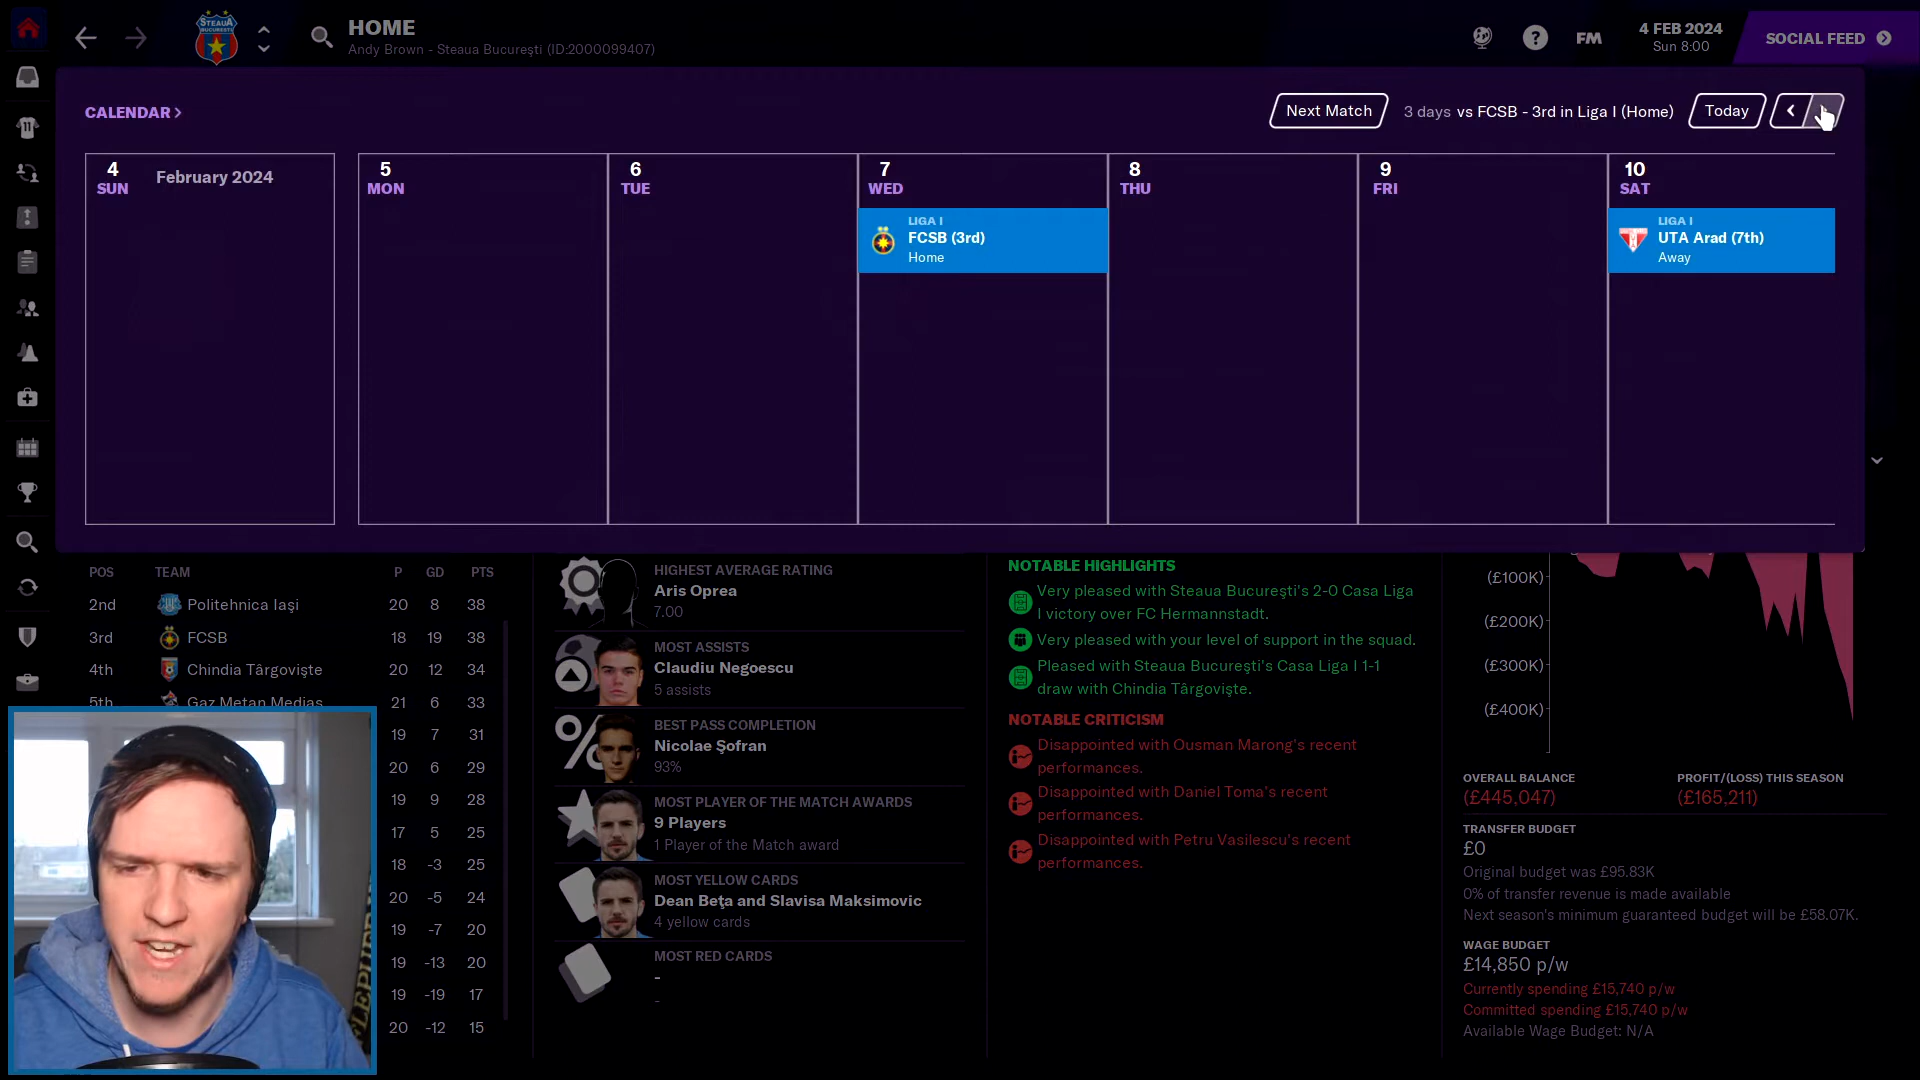 HOME
Andy Brown - Steaua Bucureşti (ID:2000099407)
FM
4 FEB 2024
Sun 8:00
SOCIAL FEED
CALENDAR
Next Match
3 days vs FCSB - 3rd in Liga I (Home)
Today
4 SUN February 2024
5 MON
6 TUE
7 WED
8 THU
9 FRI
10 SAT
LIGA I
FCSB (3rd)
Home
LIGA I
UTA Arad (7th)
Away
POS TEAM P GD PTS
2nd Politehnica Iaşi 20 8 38
3rd FCSB 18 19 38
4th Chindia Târgovişte 20 12 34
5th Gaz Metan Medias 21 6 33
19 7 31
20 6 29
19 9 28
17 5 25
18 -3 25
20 -5 24
19 -7 20
19 -13 20
19 -19 17
20 -12 15
HIGHEST AVERAGE RATING
Aris Oprea
7.00
MOST ASSISTS
Claudiu Negoescu
5 assists
BEST PASS COMPLETION
Nicolae Şofran
93%
MOST PLAYER OF THE MATCH AWARDS
9 Players
1 Player of the Match award
MOST YELLOW CARDS
Dean Beţa and Slavisa Maksimovic
4 yellow cards
MOST RED CARDS
-
-
NOTABLE HIGHLIGHTS
Very pleased with Steaua Bucureşti's 2-0 Casa Liga
I victory over FC Hermannstadt.
Very pleased with your level of support in the squad.
Pleased with Steaua Bucureşti's Casa Liga I 1-1
draw with Chindia Târgovişte.
NOTABLE CRITICISM
Disappointed with Ousman Marong's recent
performances.
Disappointed with Daniel Toma's recent
performances.
Disappointed with Petru Vasilescu's recent
performances.
(£100K)
(£200K)
(£300K)
(£400K)
OVERALL BALANCE
(£445,047)
PROFIT/(LOSS) THIS SEASON
(£165,211)
TRANSFER BUDGET
£0
Original budget was £95.83K
0% of transfer revenue is made available
Next season's minimum guaranteed budget will be £58.07K.
WAGE BUDGET
£14,850 p/w
Currently spending £15,740 p/w
Committed spending £15,740 p/w
Available Wage Budget: N/A